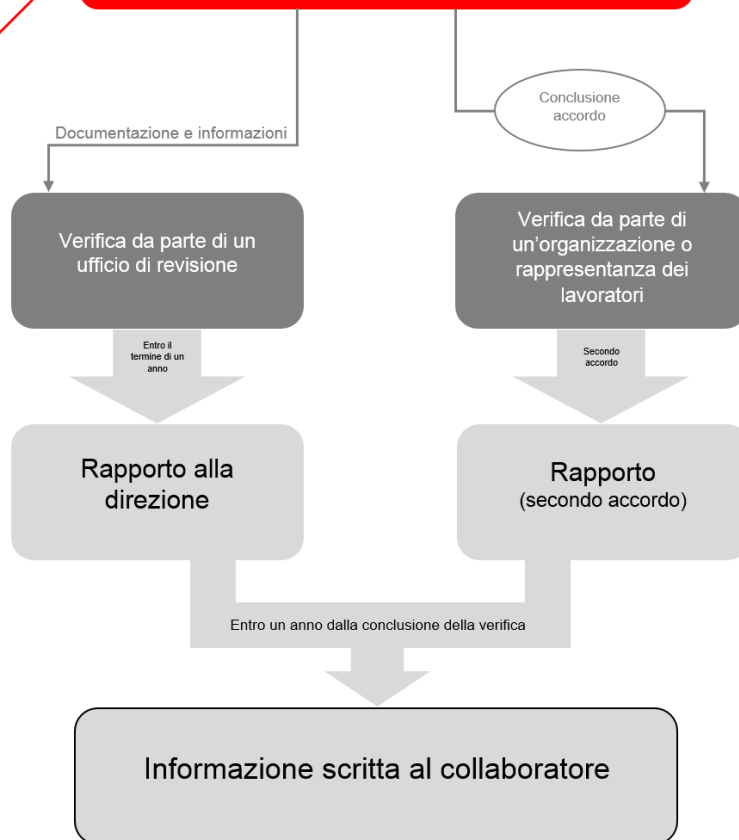 Conclusione
accordo
Documentazione e informazioni
Verifica da parte di un
ufficio di revisione
Verifica da parte di
un'organizzazione o
rappresentanza dei
lavoratori
Entro il
termine di un
anno
Secondo
accordo
Rapporto alla
direzione
Rapporto
(secondo accordo)
Entro un anno dalla conclusione della verifica
Informazione scritta al collaboratore